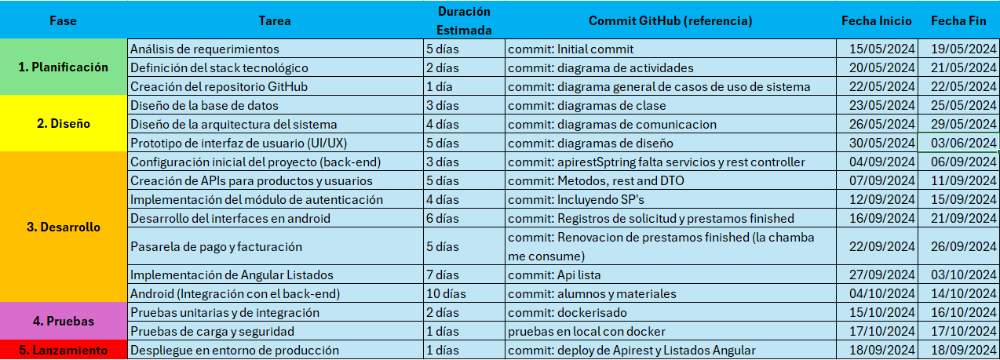 Fase Tarea Duración Estimada Commit GitHub (referencia) Fecha Inicio Fecha Fin
1. Planificación
Análisis de requerimientos 5 días commit: Initial commit 15/05/2024 19/05/2024
Definición del stack tecnológico 2 días commit: diagrama de actividades 20/05/2024 21/05/2024
Creación del repositorio GitHub 1 día commit: diagrama general de casos de uso de sistema 22/05/2024 22/05/2024
2. Diseño
Diseño de la base de datos 3 días commit: diagramas de clase 23/05/2024 25/05/2024
Diseño de la arquitectura del sistema 4 días commit: diagramas de comunicacion 26/05/2024 29/05/2024
Prototipo de interfaz de usuario (UI/UX) 5 días commit: diagramas de diseño 30/05/2024 03/06/2024
3. Desarrollo
Configuración inicial del proyecto (back-end) 3 días commit: apirestSptring falta servicios y rest controller 04/09/2024 06/09/2024
Creación de APIs para productos y usuarios 5 días commit: Metodos, rest and DTO 07/09/2024 11/09/2024
Implementación del módulo de autenticación 4 días commit: Incluyendo SP's 12/09/2024 15/09/2024
Desarrollo del interfaces en android 6 días commit: Registros de solicitud y prestamos finished 16/09/2024 21/09/2024
Pasarela de pago y facturación 5 días commit: Renovacion de prestamos finished (la chamba me consume) 22/09/2024 26/09/2024
Implementación de Angular Listados 7 días commit: Api lista 27/09/2024 03/10/2024
Android (Integración con el back-end) 10 días commit: alumnos y materiales 04/10/2024 14/10/2024
4. Pruebas
Pruebas unitarias y de integración 2 días commit: dockerisado 15/10/2024 16/10/2024
Pruebas de carga y seguridad 1 días pruebas en local con docker 17/10/2024 17/10/2024
5. Lanzamiento
Despliegue en entorno de producción 1 días commit: deploy de Apirest y Listados Angular 18/09/2024 18/09/2024